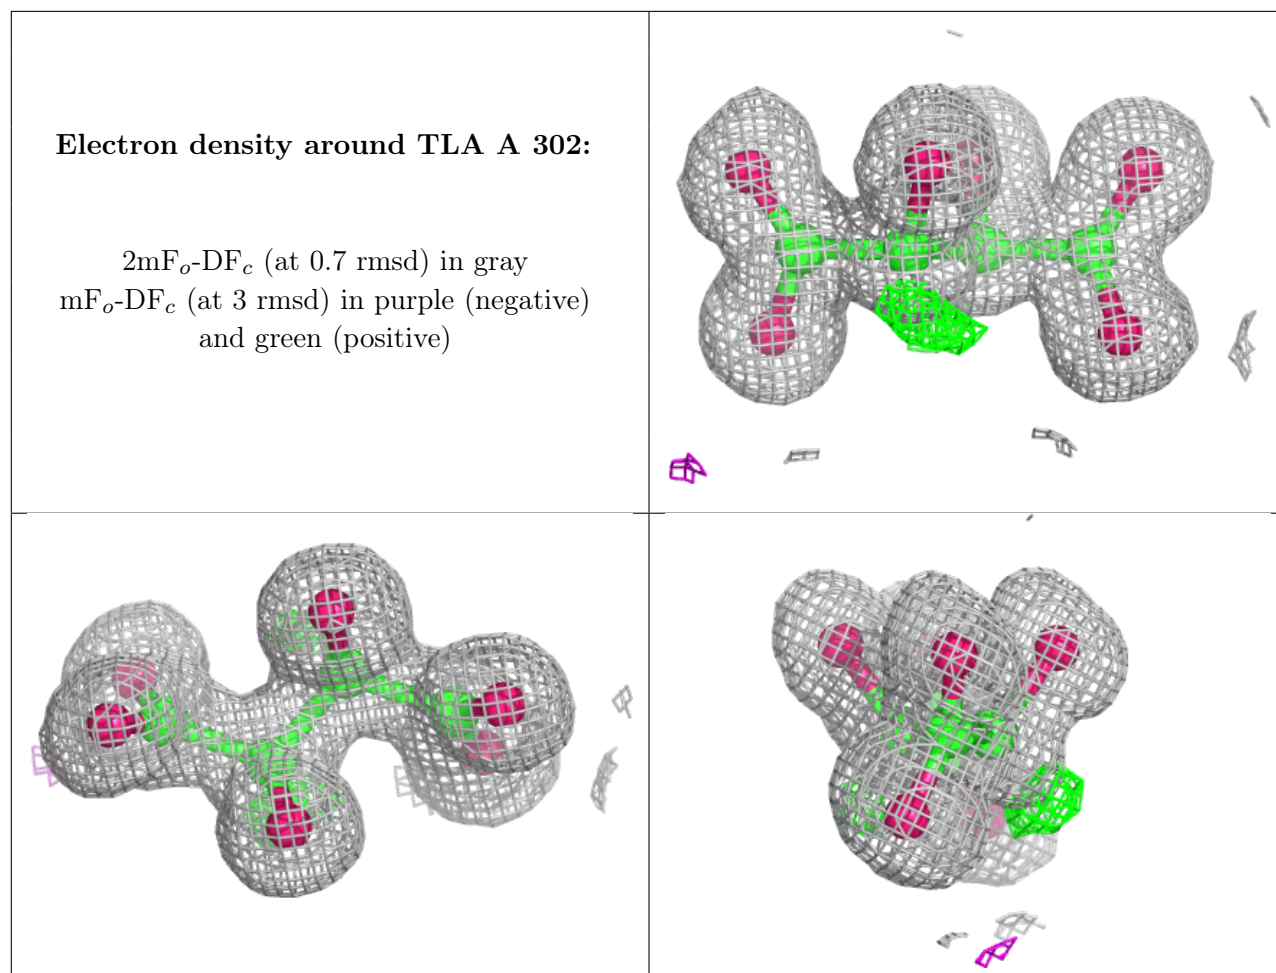 Electron density around TLA A 302:
2mFo-DFc (at 0.7 rmsd) in gray
mFo-DFc (at 3 rmsd) in purple (negative)
and green (positive)